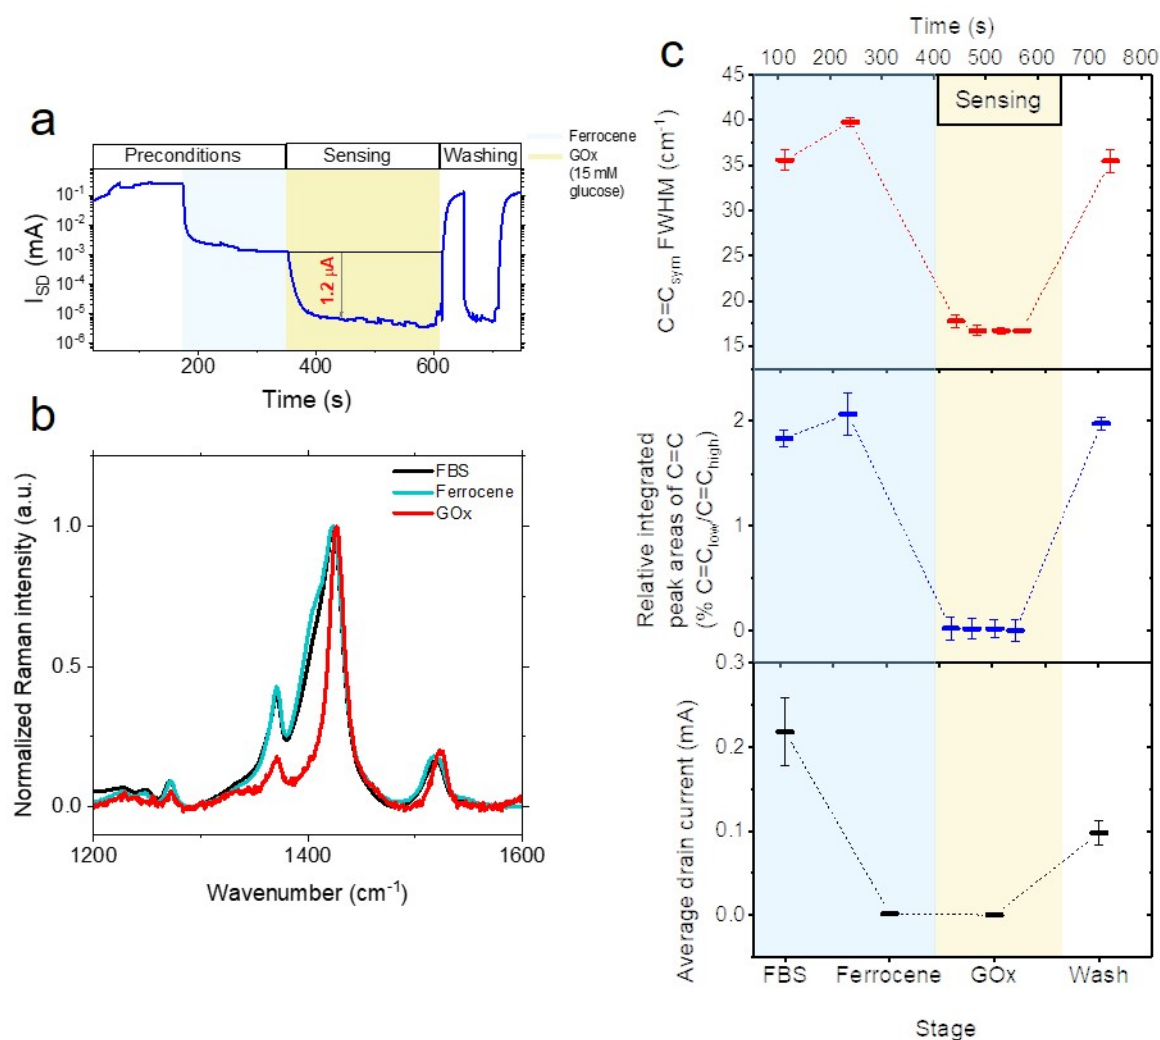 a
Preconditions
Sensing
Washing
Ferrocene
GOx
(15 mM
glucose)
I_SD (mA)
10⁻¹
10⁻²
10⁻³
10⁻⁴
10⁻⁵
10⁻⁶
1.2 µA
200
400
600
Time (s)
b
Normalized Raman intensity (a.u.)
1.0
0.5
0.0
FBS
Ferrocene
GOx
1200
1400
1600
Wavenumber (cm⁻¹)
c
Time (s)
100 200 300 400 500 600 700 800
C=C_sym FWHM (cm⁻¹)
45
40
35
30
25
20
15
Sensing
Relative integrated
peak areas of C=C
(% C=C_low/C=C_high)
2
1
0
Average drain current (mA)
0.3
0.2
0.1
0.0
FBS Ferrocene GOx Wash
Stage